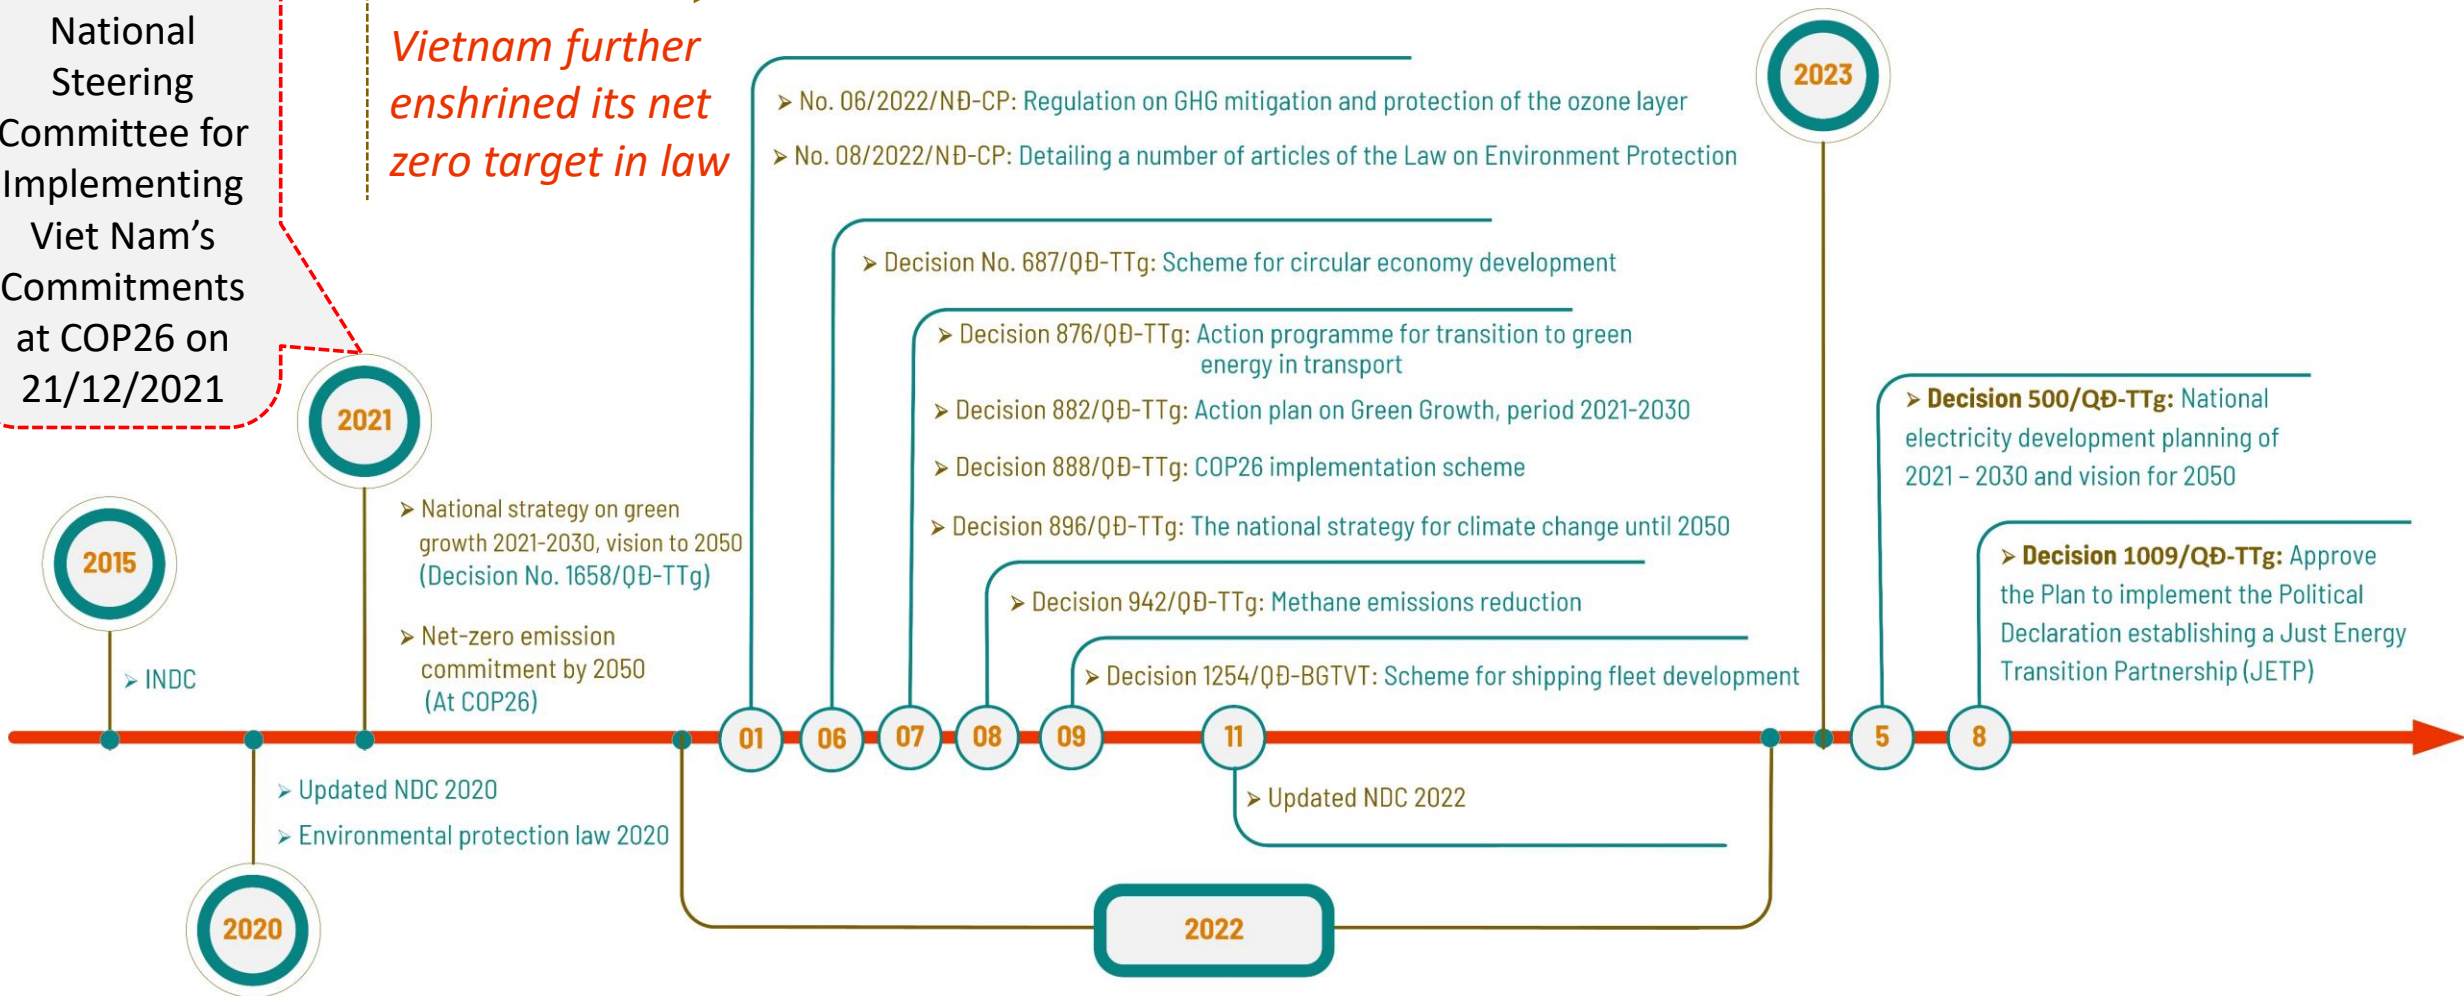 National
Steering
Committee for
Implementing
Viet Nam’s
Commitments
at COP26 on
21/12/2021
Vietnam further
enshrined its net
zero target in law
2015
➢ INDC
2020
➢ Updated NDC 2020
➢ Environmental protection law 2020
2021
➢ National strategy on green
growth 2021-2030, vision to 2050
(Decision No. 1658/QĐ-TTg)
➢ Net-zero emission
commitment by 2050
(At COP26)
2022
01
➢ No. 06/2022/NĐ-CP: Regulation on GHG mitigation and protection of the ozone layer
➢ No. 08/2022/NĐ-CP: Detailing a number of articles of the Law on Environment Protection
06
➢ Decision No. 687/QĐ-TTg: Scheme for circular economy development
07
➢ Decision 876/QĐ-TTg: Action programme for transition to green
energy in transport
➢ Decision 882/QĐ-TTg: Action plan on Green Growth, period 2021-2030
➢ Decision 888/QĐ-TTg: COP26 implementation scheme
➢ Decision 896/QĐ-TTg: The national strategy for climate change until 2050
08
➢ Decision 942/QĐ-TTg: Methane emissions reduction
09
➢ Decision 1254/QĐ-BGTVT: Scheme for shipping fleet development
11
➢ Updated NDC 2022
2023
5
➢ Decision 500/QĐ-TTg: National
electricity development planning of
2021 – 2030 and vision for 2050
8
➢ Decision 1009/QĐ-TTg: Approve
the Plan to implement the Political
Declaration establishing a Just Energy
Transition Partnership (JETP)